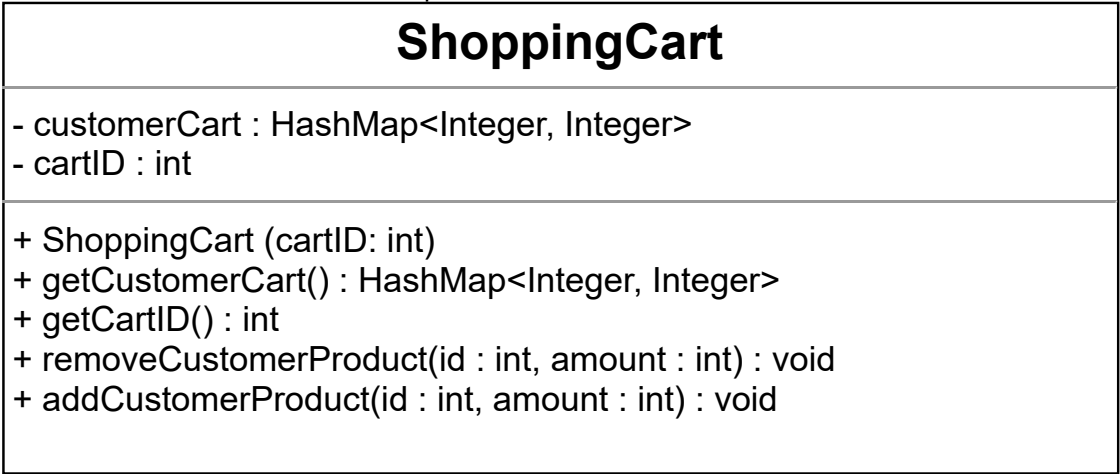 ShoppingCart
- customerCart : HashMap<Integer, Integer>
- cartID : int
+ ShoppingCart (cartID: int)
+ getCustomerCart() : HashMap<Integer, Integer>
+ getCartID() : int
+ removeCustomerProduct(id : int, amount : int) : void
+ addCustomerProduct(id : int, amount : int) : void